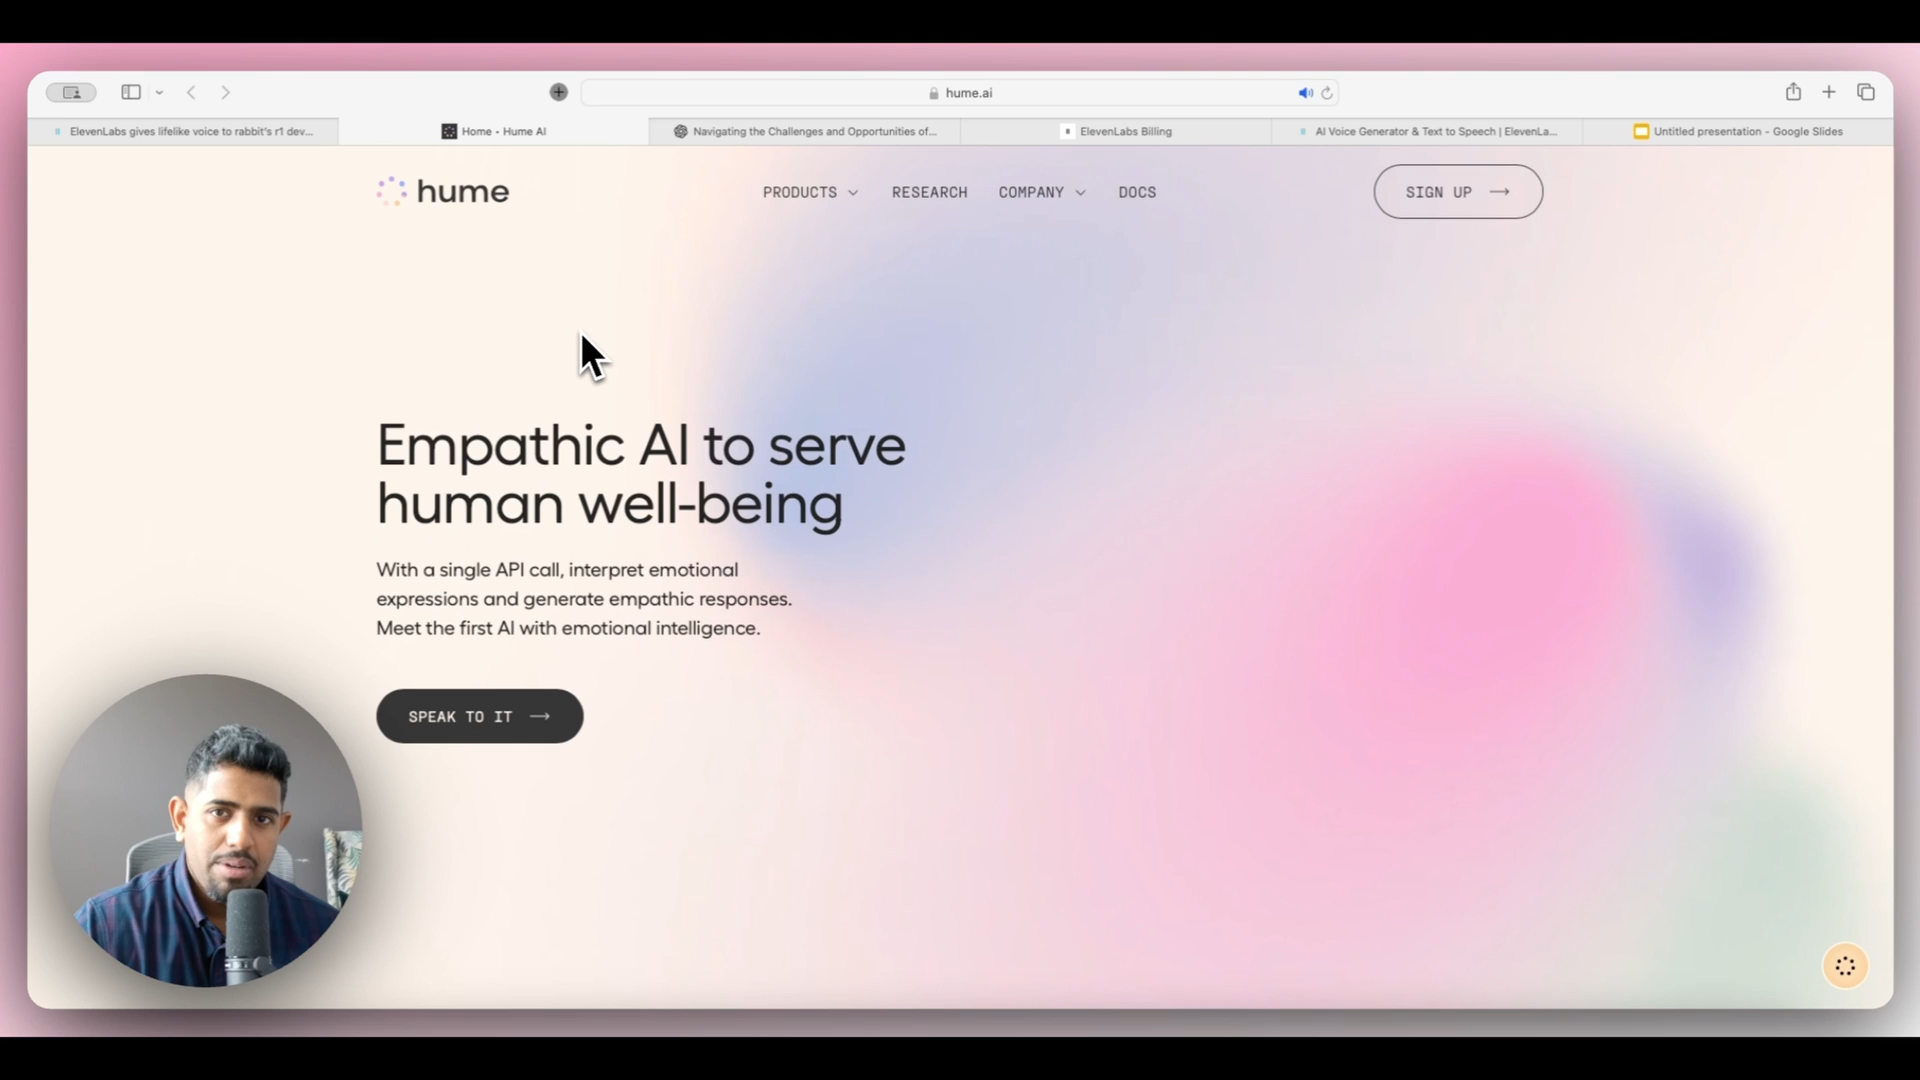 hume.ai
ElevenLabs gives lifelike voice to rabbit's r1 dev...
Home - Hume AI
Navigating the Challenges and Opportunities of...
ElevenLabs Billing
AI Voice Generator & Text to Speech | ElevenLa...
Untitled presentation - Google Slides
hume
PRODUCTS
RESEARCH
COMPANY
DOCS
SIGN UP
Empathic AI to serve
human well-being
With a single API call, interpret emotional
expressions and generate empathic responses.
Meet the first AI with emotional intelligence.
SPEAK TO IT